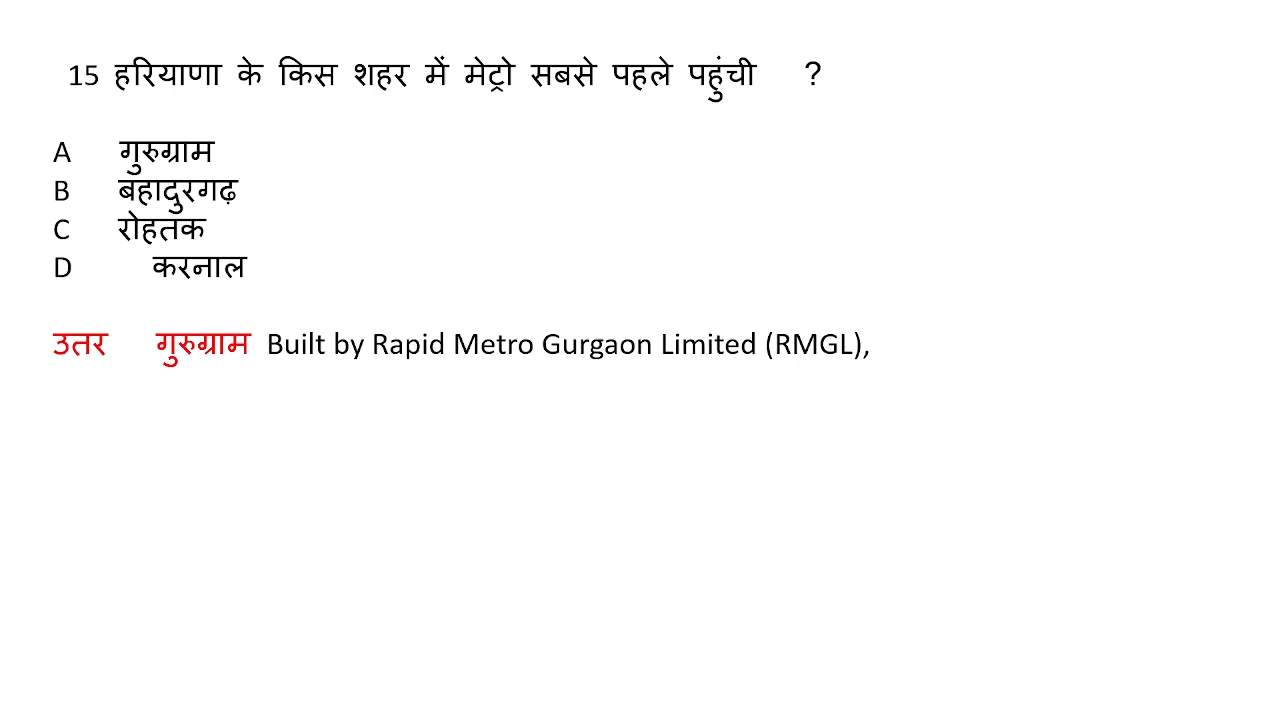 15 हरियाणा के किस शहर में मेट्रो सबसे पहले पहुंची ?
A गुरुग्राम
B बहादुरगढ़
C रोहतक
D करनाल
उतर गुरुग्राम Built by Rapid Metro Gurgaon Limited (RMGL),